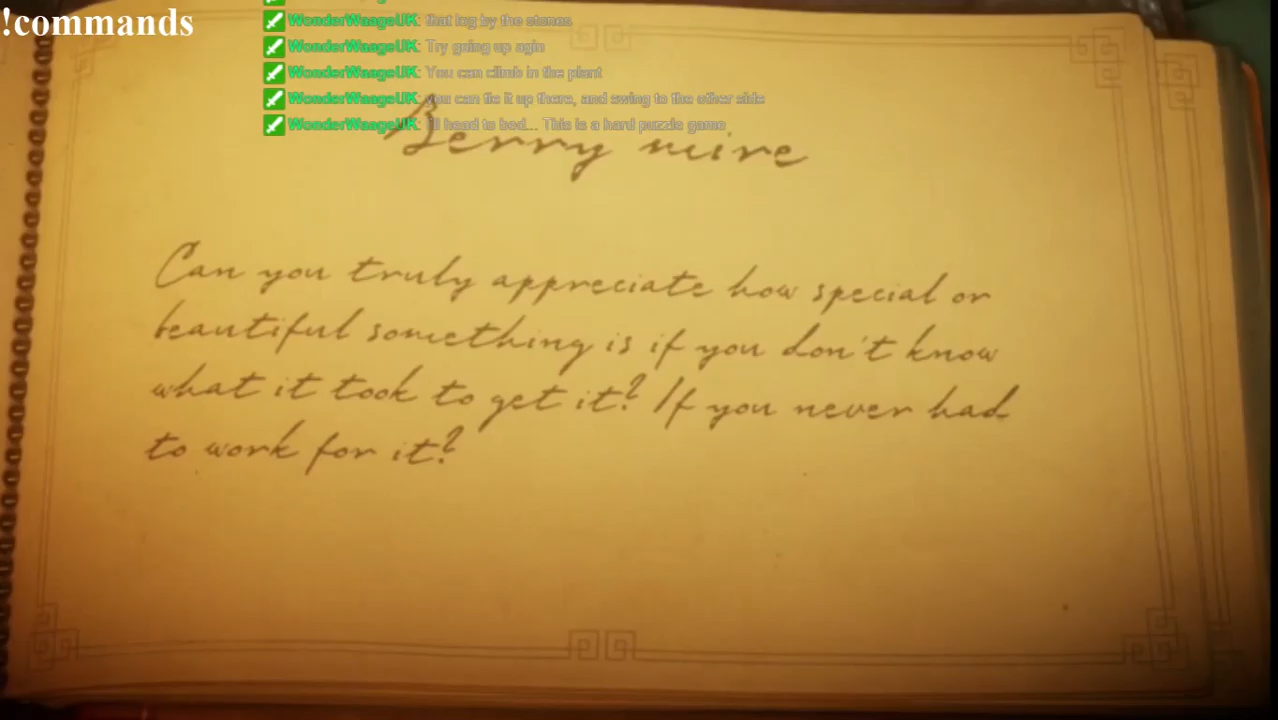 !commands
WonderWaageUK: that log by the stones
WonderWaageUK: Try going up agin
WonderWaageUK: You can climb in the plant
WonderWaageUK: you can tie it up there, and swing to the other side
WonderWaageUK: I'll head to bed... This is a hard puzzle game
Berry mire
Can you truly appreciate how special or
beautiful something is if you don't know
what it took to get it? If you never had
to work for it?